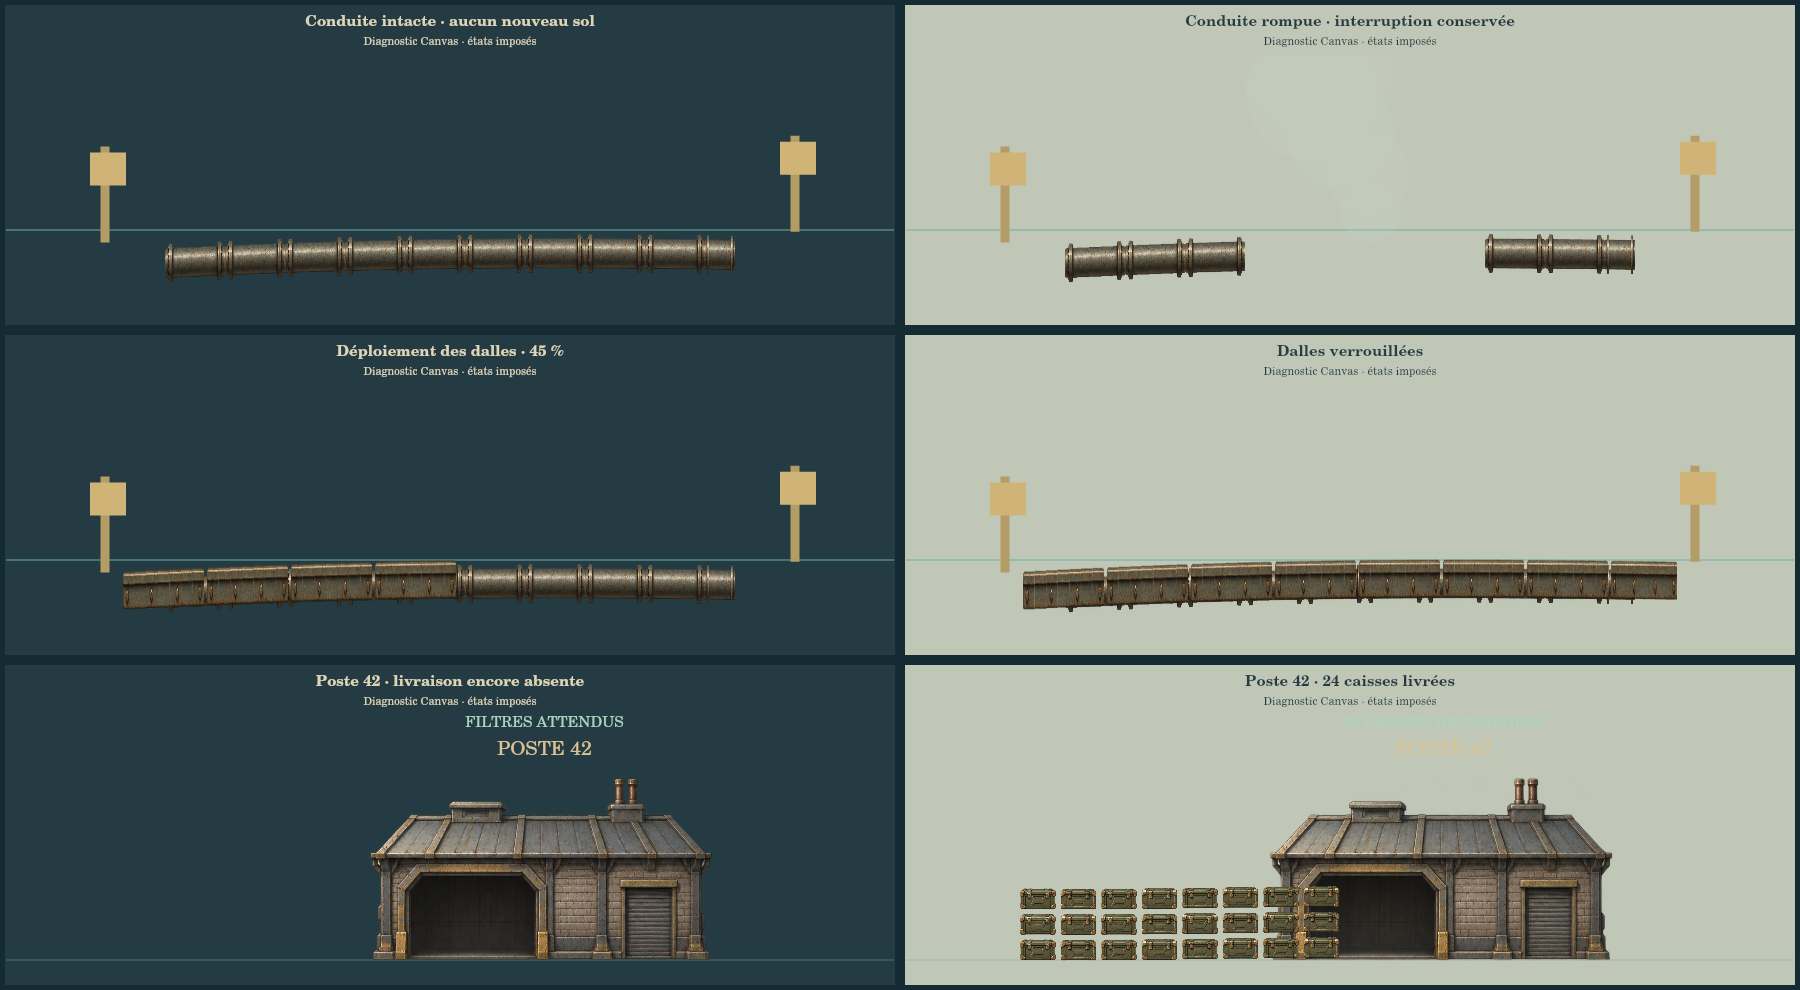 Conduite intacte · aucun nouveau sol
Diagnostic Canvas · états imposés
Conduite rompue · interruption conservée
Diagnostic Canvas · états imposés
Déploiement des dalles · 45 %
Diagnostic Canvas · états imposés
Dalles verrouillées
Diagnostic Canvas · états imposés
Poste 42 · livraison encore absente
Diagnostic Canvas · états imposés
FILTRES ATTENDUS
POSTE 42
Poste 42 · 24 caisses livrées
Diagnostic Canvas · états imposés
POSTE 42